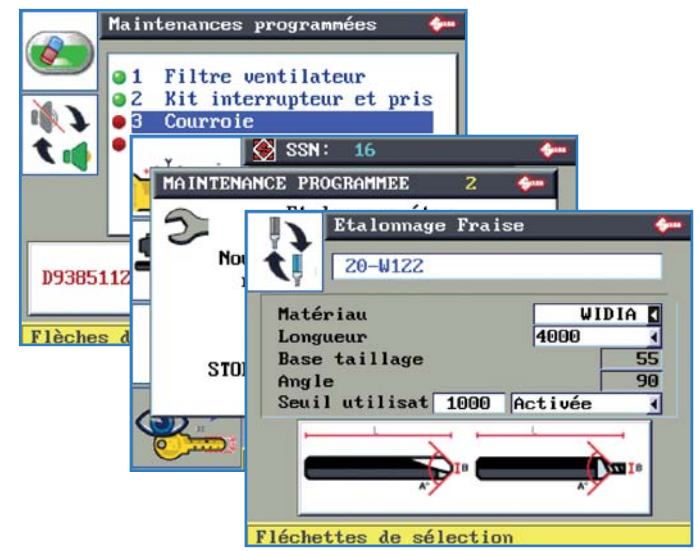 Maintenances programmées
1 Filtre ventilateur
2 Kit interrupteur et pris
3 Courroie
D9385112
Flèches d
SSN: 16
MAINTENANCE PROGRAMMEE 2
Nou
STO
Etalonnage Fraise
20-W122
Matériau WIDIA
Longueur 4000
Base taillage 55
Angle 90
Seuil utilisat 1000 Activée
L L
B B
A° A°
Fléchettes de sélection